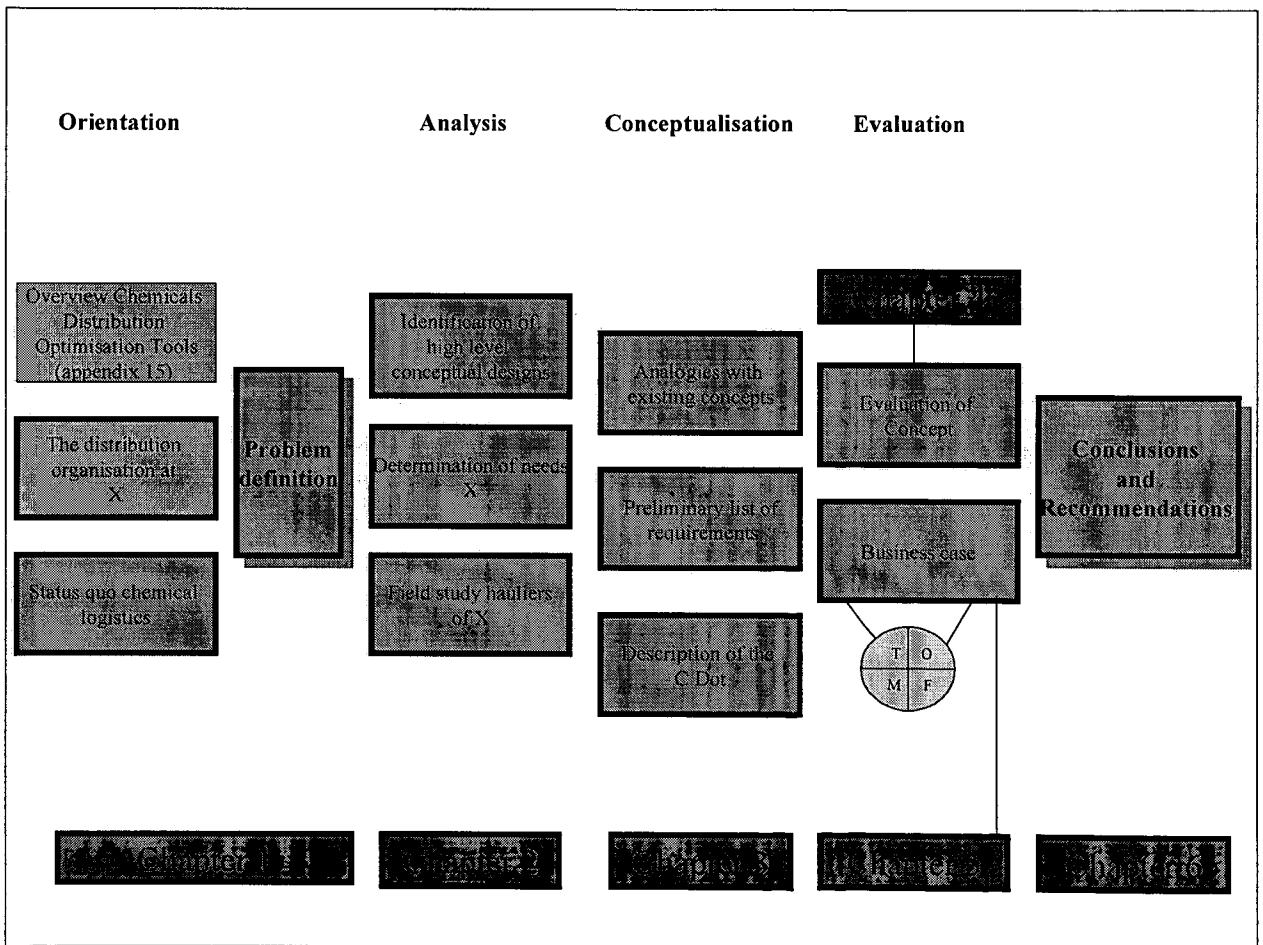 Orientation
Analysis
Conceptualisation
Evaluation
Overview Chemicals
Distribution
Optimisation Tools
(appendix 15)
The distribution
organisation at
X
Status quo chemical
logistics
Problem
definition
Identification of
high level
conceptual designs
Determination of needs
X
Field study hauliers
of X
Analogies with
existing concepts
Preliminary list of
requirements
Description of the
C Dot
Chapter
Evaluation of
Concept
Business case
T O
M F
Conclusions
and
Recommendations
Chapter 1
Chapter 2
Chapter 3
Chapter 5
Chapter 6